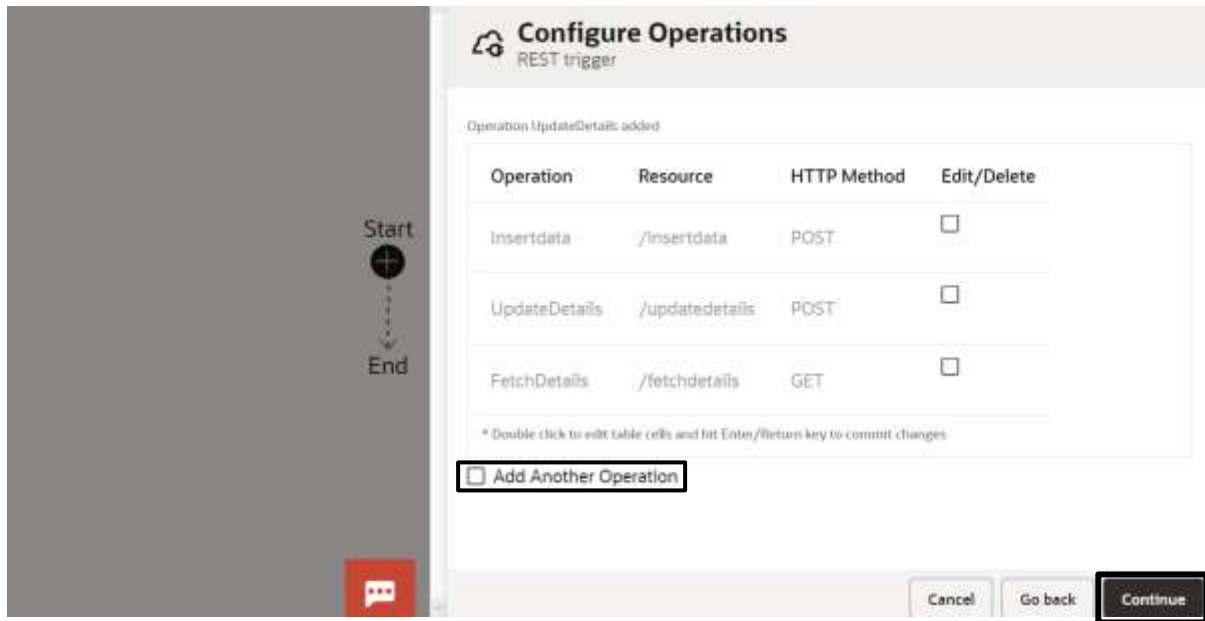 Configure Operations
REST trigger
Operation UpdateDetails added
Operation Resource HTTP Method Edit/Delete
Insertdata /insertdata POST
UpdateDetails /updatedetails POST
FetchDetails /fetchdetails GET
* Double click to edit table cells and hit Enter/Return key to commit changes
Add Another Operation
Start
End
Cancel Go back Continue